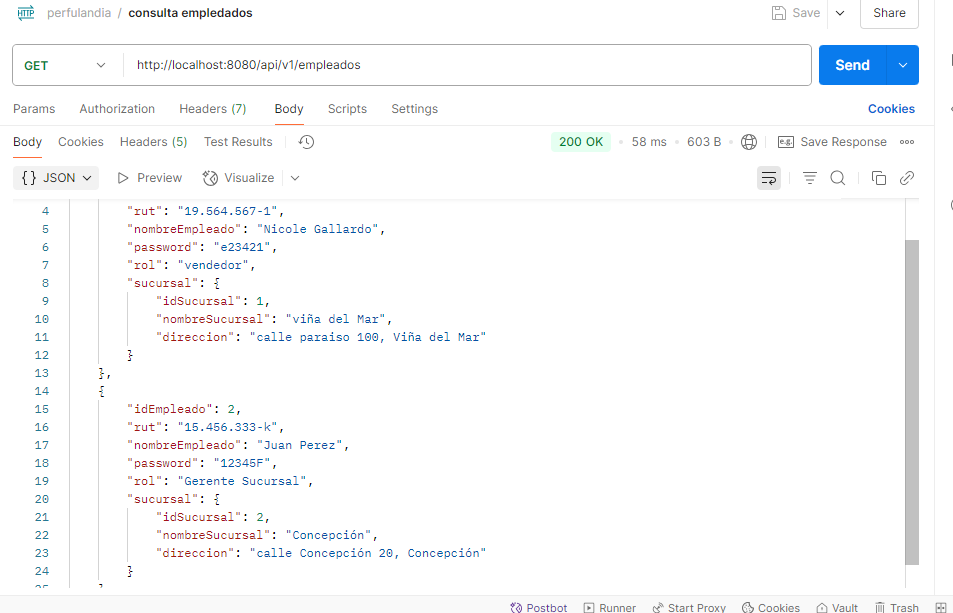 HTTP perfulandia / consulta empledados Save Share
GET http://localhost:8080/api/v1/empleados Send
Params Authorization Headers (7) Body Scripts Settings Cookies
Body Cookies Headers (5) Test Results 200 OK • 58 ms • 603 B • e.g. Save Response
{} JSON Preview Visualize
4 "rut": "19.564.567-1",
5 "nombreEmpleado": "Nicole Gallardo",
6 "password": "e23421",
7 "rol": "vendedor",
8 "sucursal": {
9 "idSucursal": 1,
10 "nombreSucursal": "viña del Mar",
11 "direccion": "calle paraiso 100, Viña del Mar"
12 }
13 },
14 {
15 "idEmpleado": 2,
16 "rut": "15.456.333-k",
17 "nombreEmpleado": "Juan Perez",
18 "password": "12345F",
19 "rol": "Gerente Sucursal",
20 "sucursal": {
21 "idSucursal": 2,
22 "nombreSucursal": "Concepción",
23 "direccion": "calle Concepción 20, Concepción"
24 }
Postbot Runner Start Proxy Cookies Vault Trash